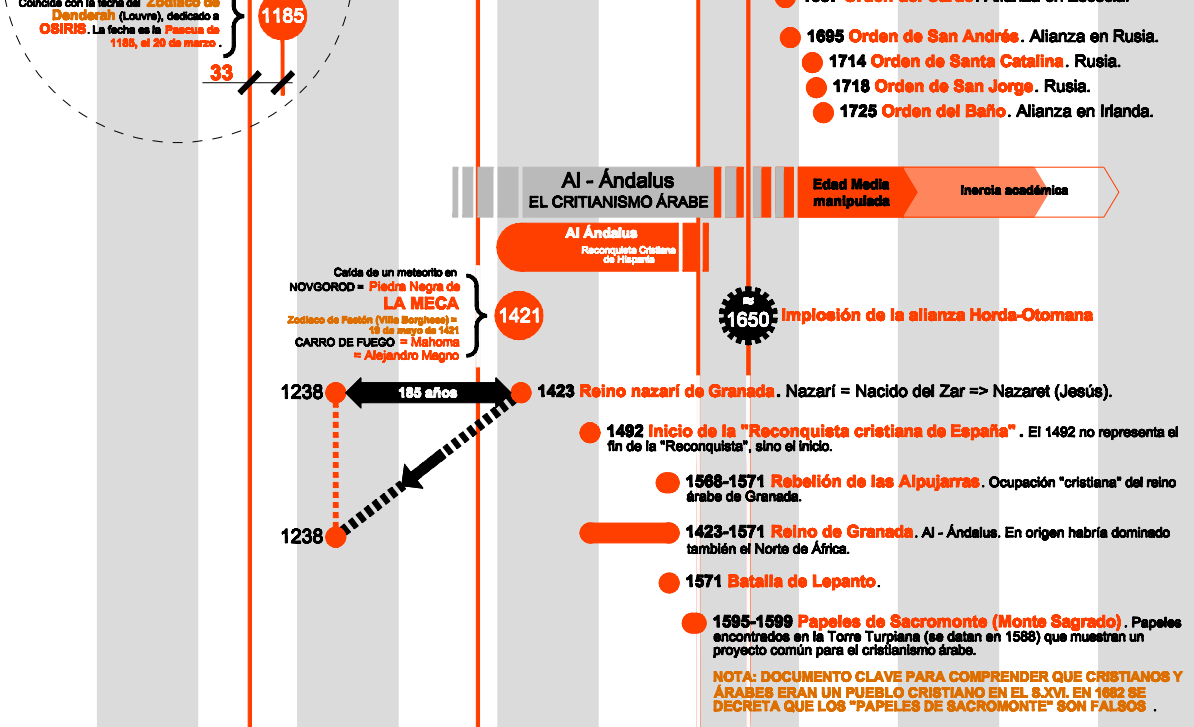 Coincide con la fecha del Zodiaco de
Denderah (Louvre), dedicado a
OSIRIS. La fecha es la Pascua de
1185, el 20 de marzo.
1185
33
1695 Orden de San Andrés. Alianza en Rusia.
1714 Orden de Santa Catalina. Rusia.
1718 Orden de San Jorge. Rusia.
1725 Orden del Baño. Alianza en Irlanda.
Al - Ándalus
EL CRITIANISMO ÁRABE
Edad Media
manipulada
Inercia académica
Al Ándalus
Reconquista Cristiana
de Hispania
Caída de un meteorito en
NOVGOROD = Piedra Negra de
LA MECA
Zodiaco de Fastón (Villa Borghese) =
19 de mayo de 1421
CARRO DE FUEGO = Mahoma
= Alejandro Magno
1421
≈
1650
Implosión de la alianza Horda-Otomana
1238
185 años
1423 Reino nazarí de Granada. Nazarí = Nacido del Zar => Nazaret (Jesús).
1492 Inicio de la "Reconquista cristiana de España" . El 1492 no representa el
fin de la "Reconquista", sino el inicio.
1568-1571 Rebelión de las Alpujarras. Ocupación "cristiana" del reino
árabe de Granada.
1238
1423-1571 Reino de Granada. Al - Ándalus. En origen habría dominado
también el Norte de África.
1571 Batalla de Lepanto.
1595-1599 Papeles de Sacromonte (Monte Sagrado) . Papeles
encontrados en la Torre Turpiana (se datan en 1588) que muestran un
proyecto común para el cristianismo árabe.
NOTA: DOCUMENTO CLAVE PARA COMPRENDER QUE CRISTIANOS Y
ÁRABES ERAN UN PUEBLO CRISTIANO EN EL S.XVI. EN 1682 SE
DECRETA QUE LOS "PAPELES DE SACROMONTE" SON FALSOS .